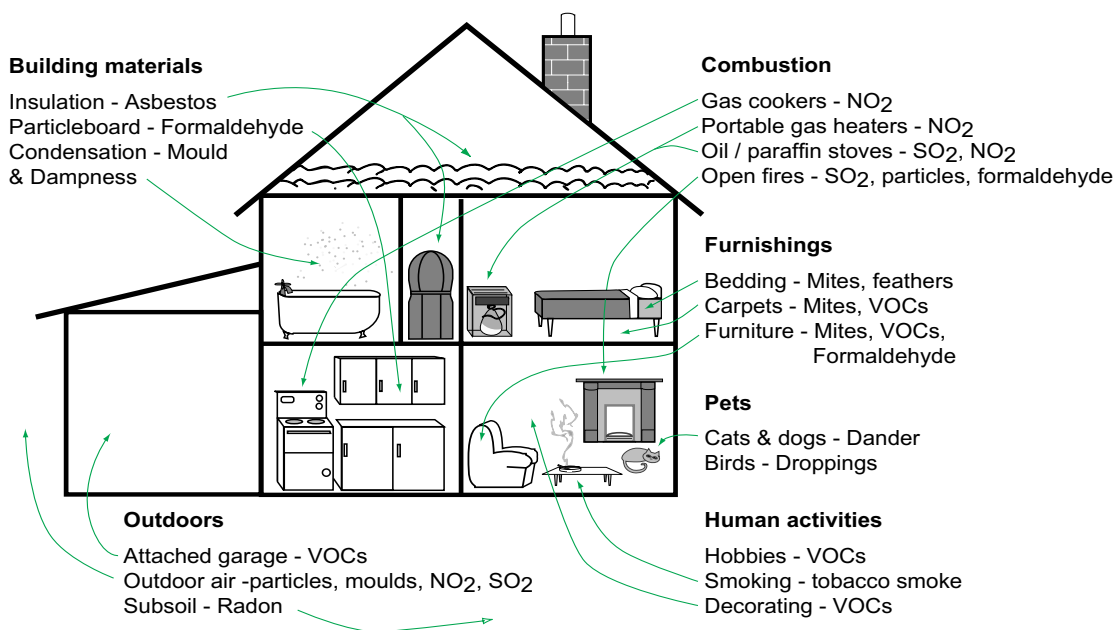 Building materials
Insulation - Asbestos
Particleboard - Formaldehyde
Condensation - Mould
& Dampness
Combustion
Gas cookers - NO2
Portable gas heaters - NO2
Oil / paraffin stoves - SO2, NO2
Open fires - SO2, particles, formaldehyde
Furnishings
Bedding - Mites, feathers
Carpets - Mites, VOCs
Furniture - Mites, VOCs,
Formaldehyde
Pets
Cats & dogs - Dander
Birds - Droppings
Outdoors
Attached garage - VOCs
Outdoor air -particles, moulds, NO2, SO2
Subsoil - Radon
Human activities
Hobbies - VOCs
Smoking - tobacco smoke
Decorating - VOCs